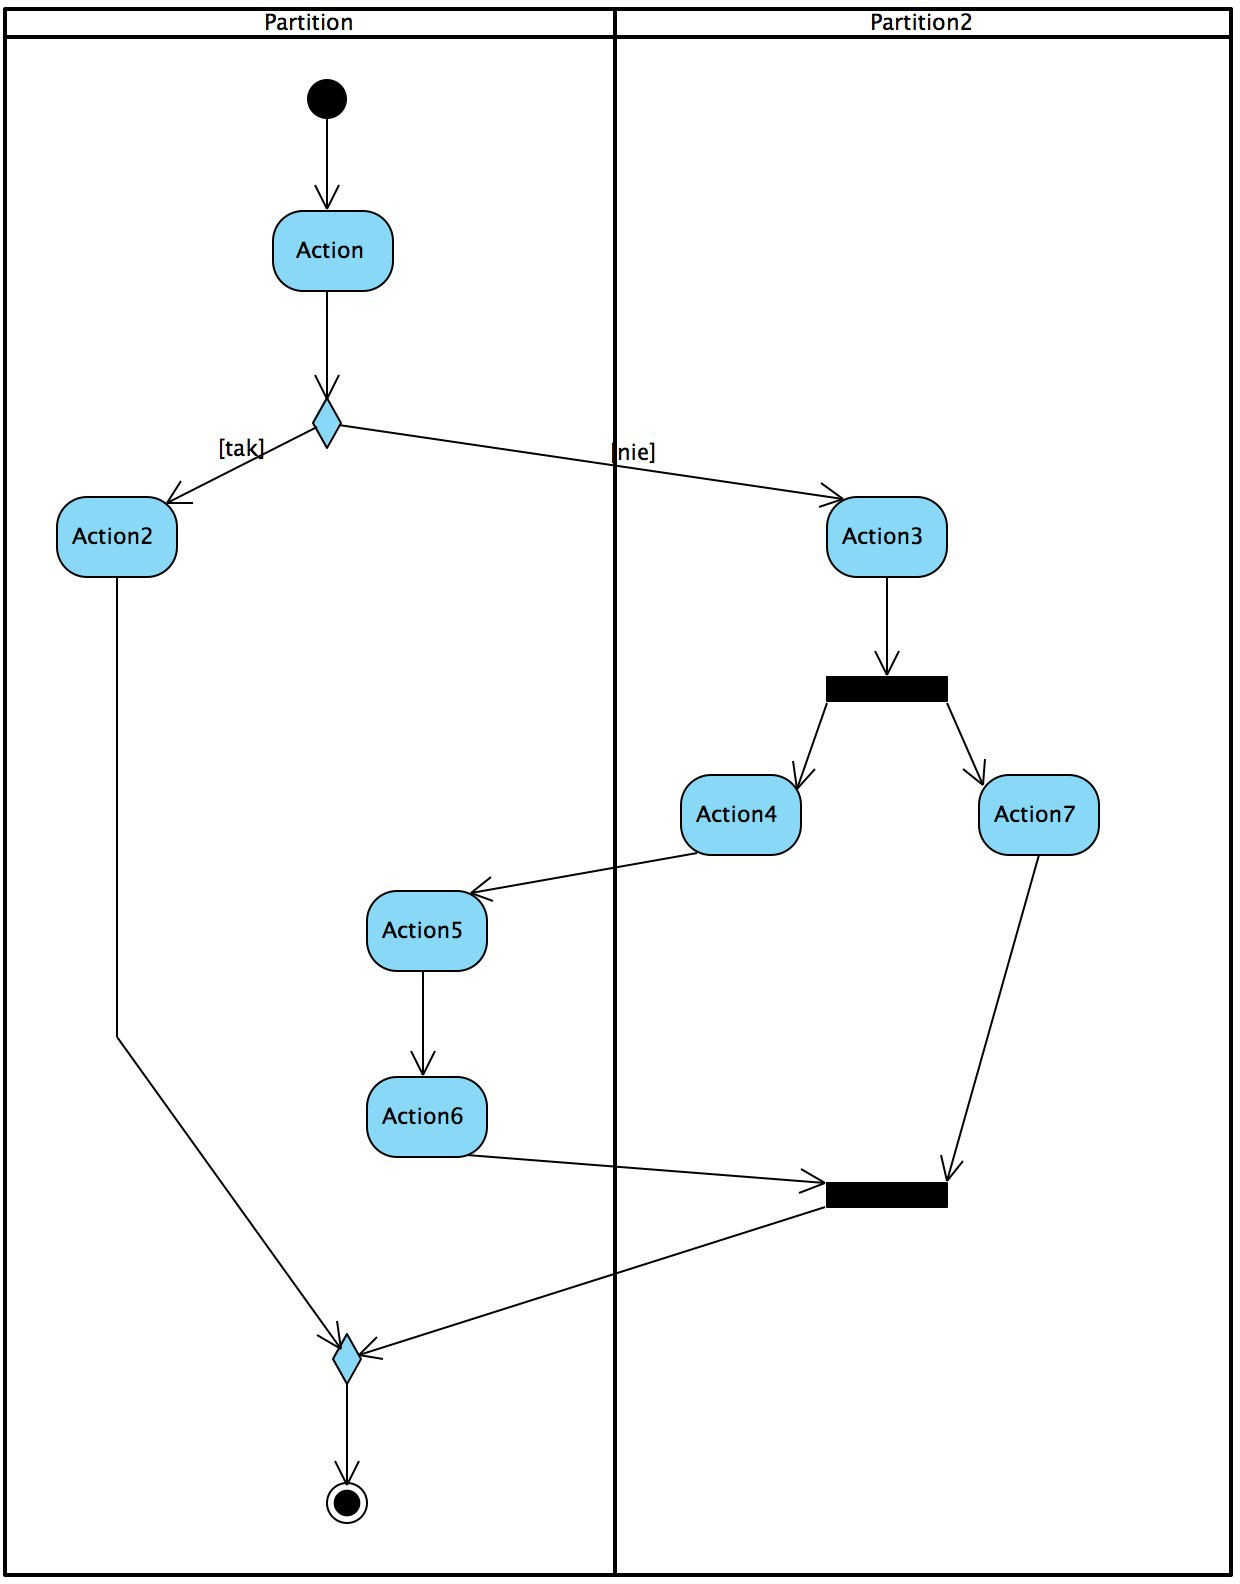 Partition
Partition2
Action
[tak]
[nie]
Action2
Action3
Action4
Action7
Action5
Action6